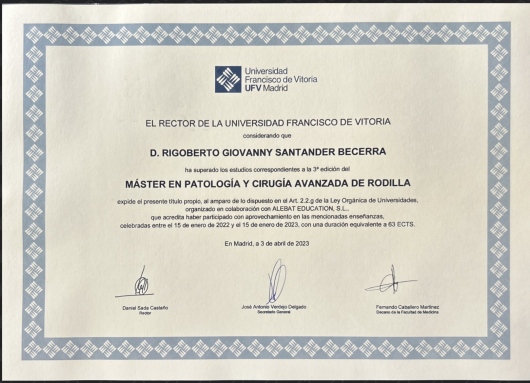 Universidad
Francisco de Vitoria
UFV Madrid
EL RECTOR DE LA UNIVERSIDAD FRANCISCO DE VITORIA
considerando que
D. RIGOBERTO GIOVANNY SANTANDER BECERRA
ha superado los estudios correspondientes a la 3ª edición del
MÁSTER EN PATOLOGÍA Y CIRUGÍA AVANZADA DE RODILLA
expide el presente título propio, al amparo de lo dispuesto en el Art. 2.2.g de la Ley Orgánica de Universidades,
organizado en colaboración con ALEBAT EDUCATION, S.L.,
que acredita haber participado con aprovechamiento en las mencionadas enseñanzas,
celebradas entre el 15 de enero de 2022 y el 15 de enero de 2023, con una duración equivalente a 63 ECTS.
En Madrid, a 3 de abril de 2023
Daniel Sada Castaño
Rector
José Antonio Verdejo Delgado
Secretario General
Fernando Caballero Martínez
Decano de la Facultad de Medicina